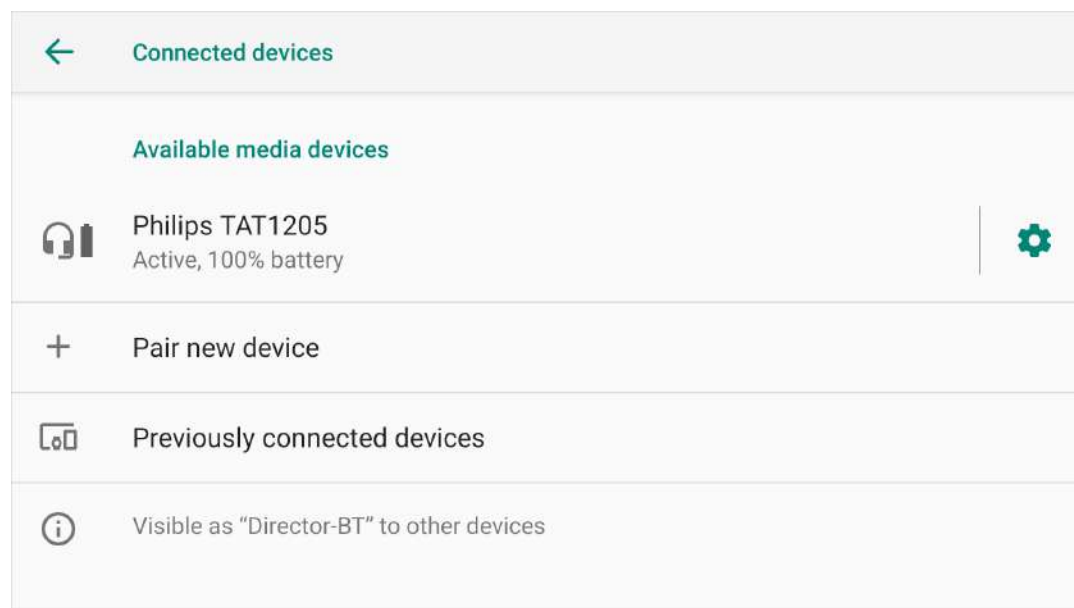 Connected devices
Available media devices
Philips TAT1205
Active, 100% battery
Pair new device
Previously connected devices
Visible as “Director-BT” to other devices